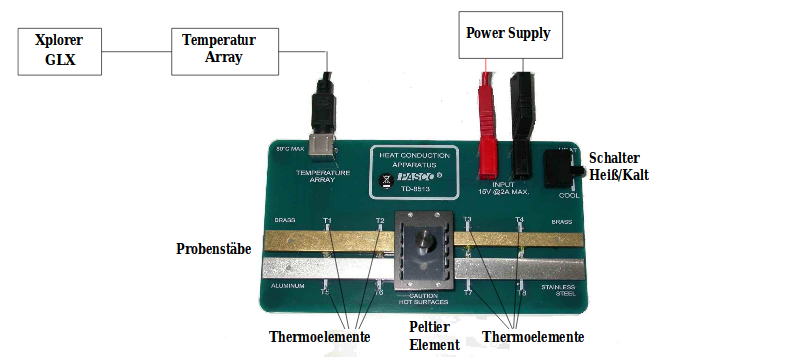 Xplorer
GLX
Temperatur
Array
Power Supply
80°C MAX
TEMPERATURE
ARRAY
HEAT CONDUCTION
APPARATUS
PASCO ®
TD-8513
INPUT
15V @2A MAX.
HEAT
COOL
Schalter
Heiß/Kalt
BRASS
T1
T2
T3
T4
BRASS
Probenstäbe
ALUMINUM
T5
T6
CAUTION
HOT SURFACES
T7
T8
STAINLESS
STEEL
Thermoelemente
Peltier
Element
Thermoelemente